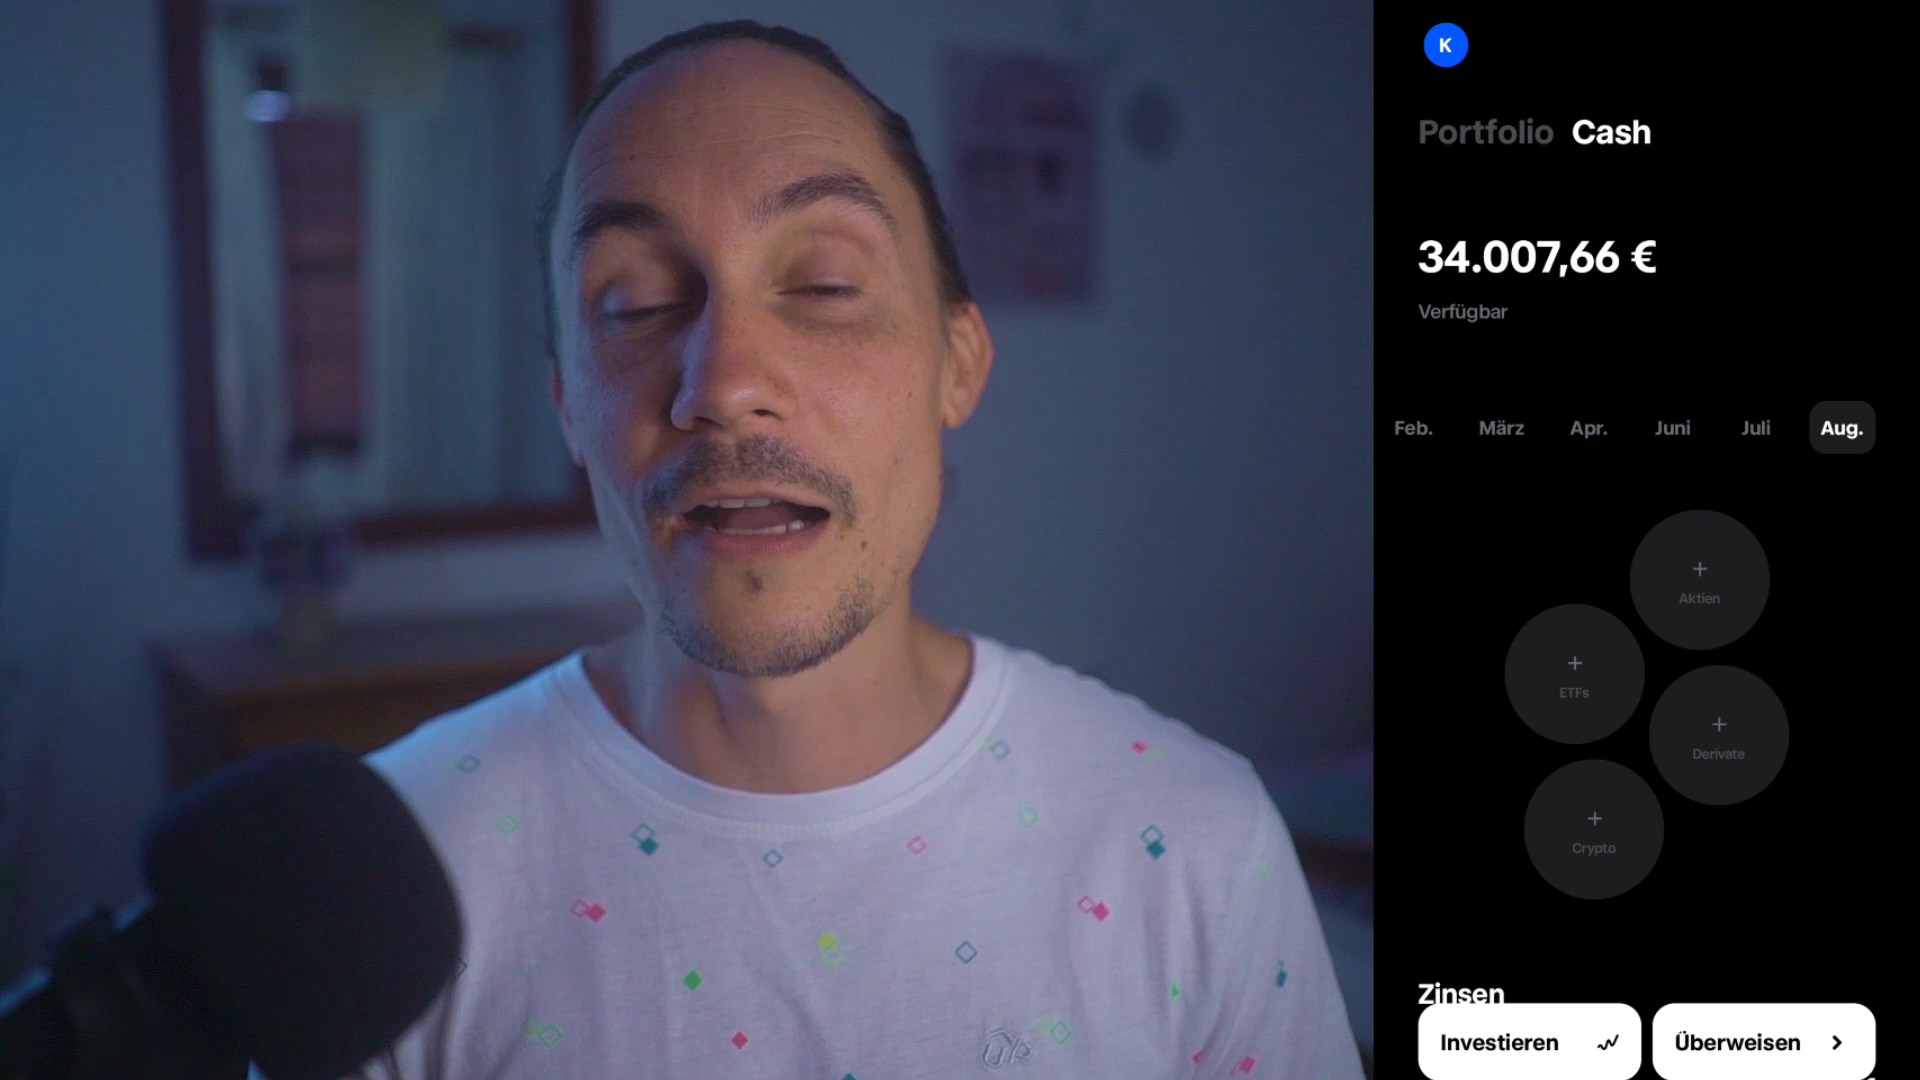 K
Portfolio Cash
34.007,66 €
Verfügbar
Feb. März Apr. Juni Juli Aug.
Aktien
ETFs
Derivate
Crypto
Zinsen
Investieren Überweisen